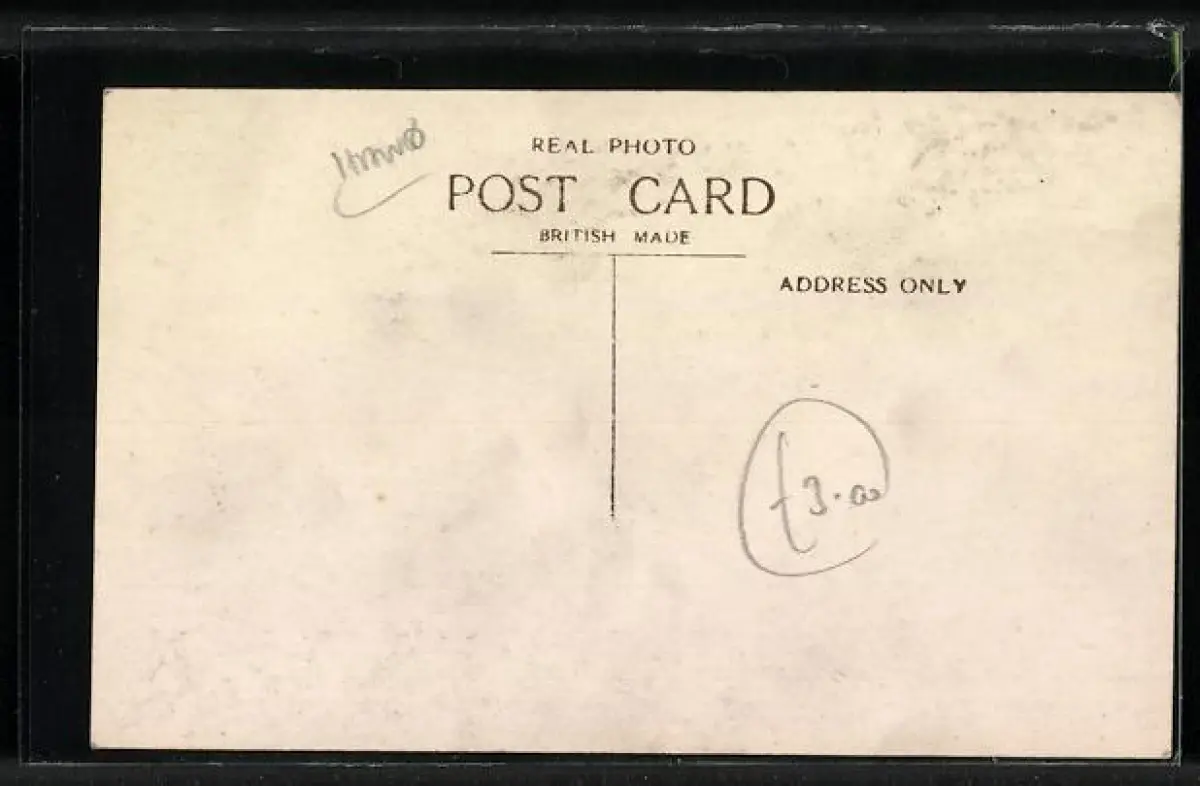 REAL PHOTO
POST CARD
BRITISH MADE
ADDRESS ONLY
£3.00